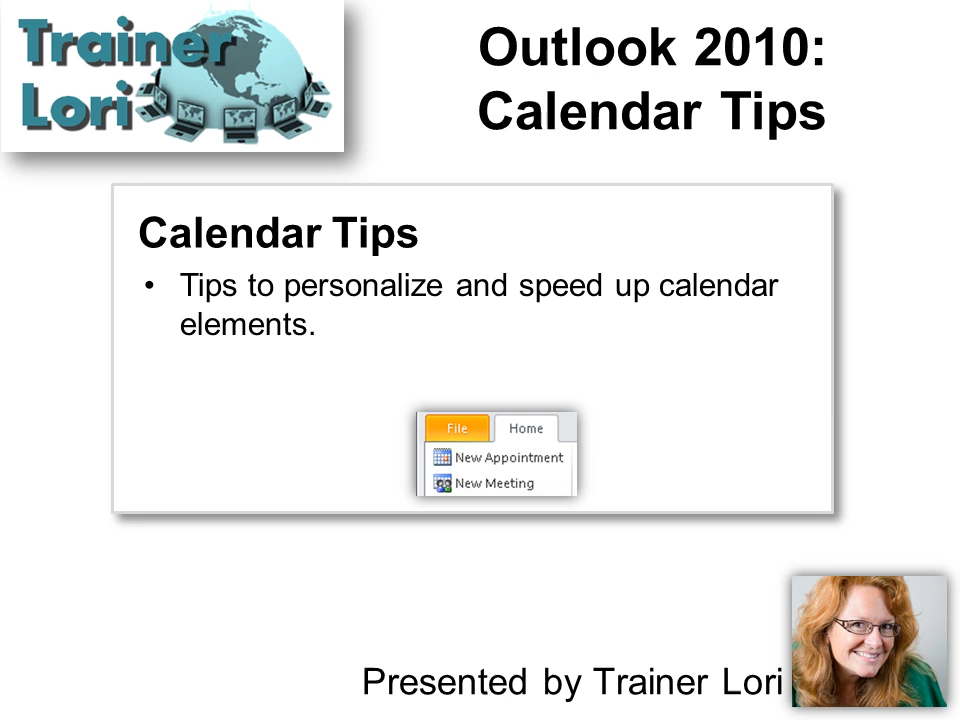 Trainer
Lori
Outlook 2010:
Calendar Tips
Calendar Tips
• Tips to personalize and speed up calendar
elements.
File Home
New Appointment
New Meeting
Presented by Trainer Lori